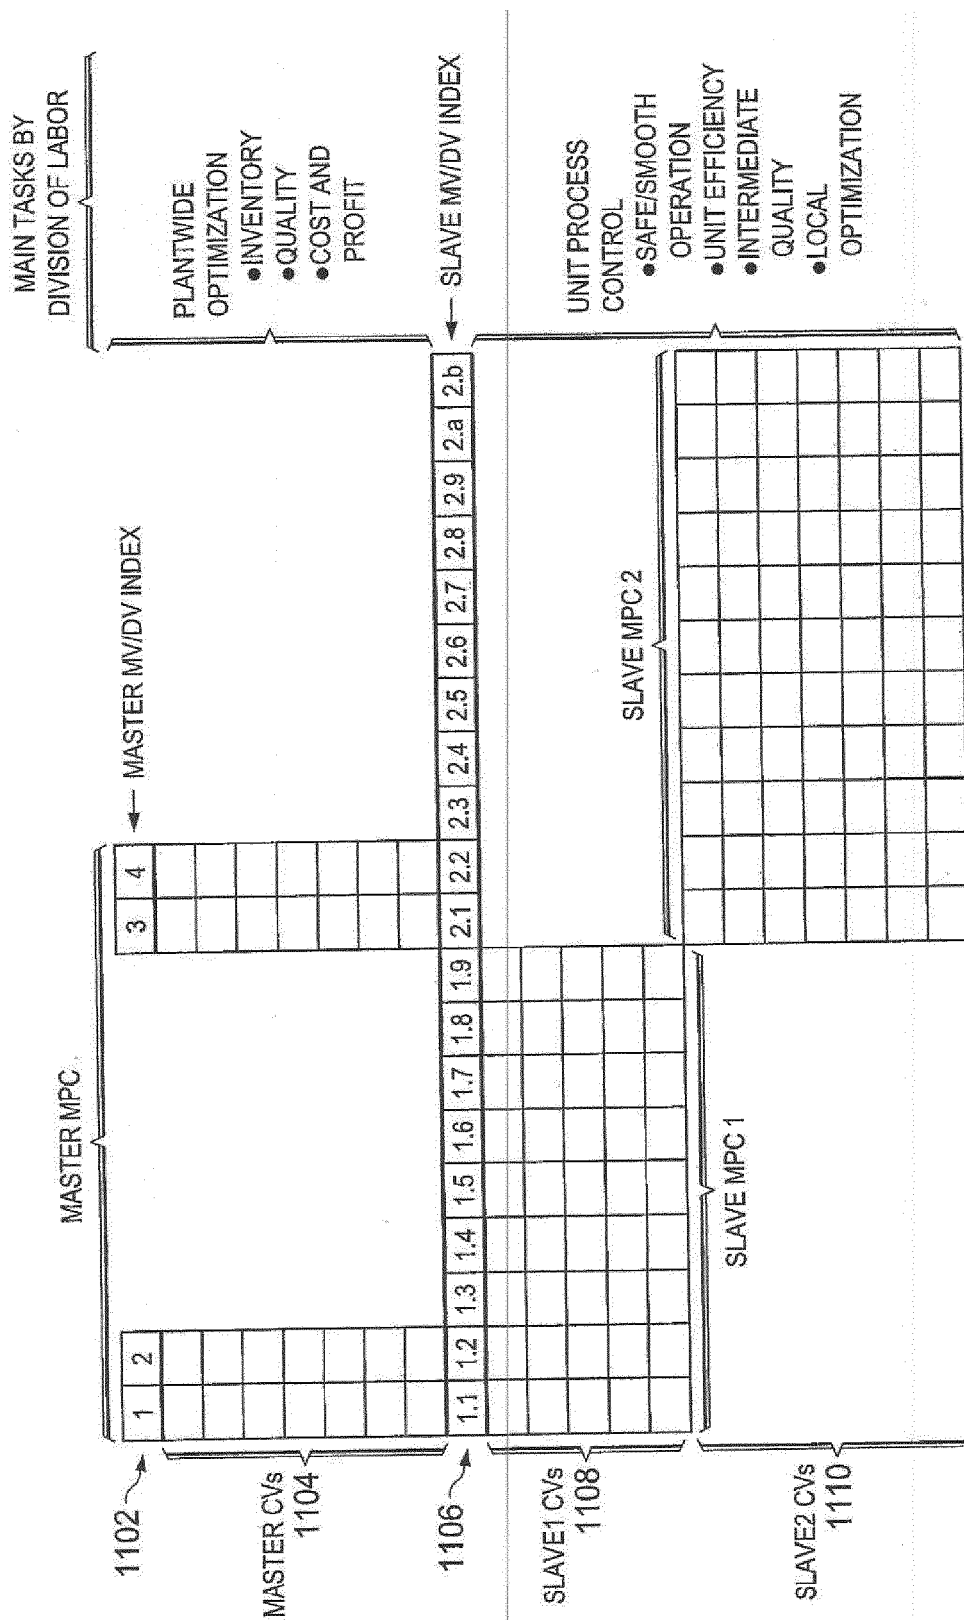 MAIN TASKS BY
DIVISION OF LABOR
MASTER MPC
1102
1
2
3
4
MASTER MV/DV INDEX
MASTER CVs
1104
PLANTWIDE
OPTIMIZATION
●INVENTORY
●QUALITY
●COST AND
PROFIT
1106
1.1
1.2
1.3
1.4
1.5
1.6
1.7
1.8
1.9
2.1
2.2
2.3
2.4
2.5
2.6
2.7
2.8
2.9
2.a
2.b
SLAVE MV/DV INDEX
SLAVE1 CVs
1108
SLAVE MPC 1
SLAVE MPC 2
SLAVE2 CVs
1110
UNIT PROCESS
CONTROL
●SAFE/SMOOTH
OPERATION
●UNIT EFFICIENCY
●INTERMEDIATE
QUALITY
●LOCAL
OPTIMIZATION